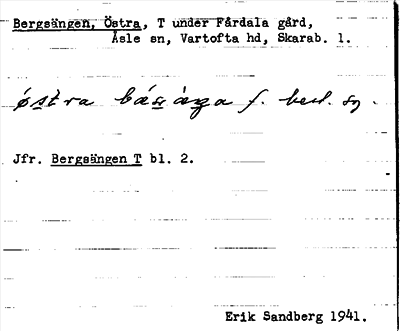 Bergsängen, Östra, T under Fårdala gård,
Åsle sn, Vartofta hd, Skarab. l.
östra f. best. sg.
Jfr. Bergsängen T bl. 2.
Erik Sandberg 1941.